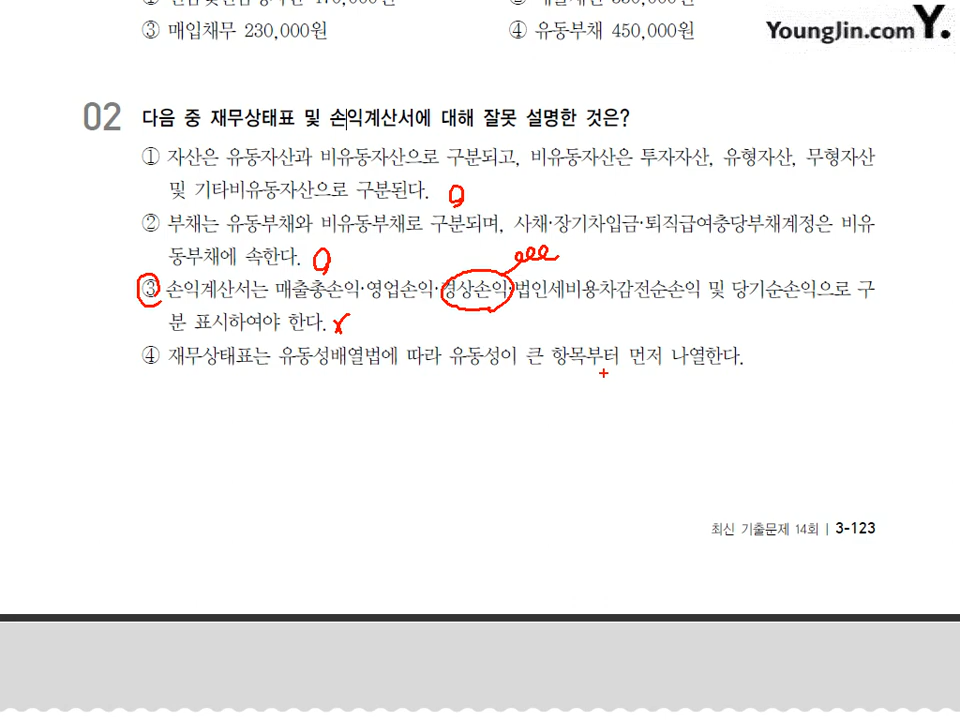 ③ 매입채무 230,000원
④ 유동부채 450,000원
YoungJin.com Y.
02 다음 중 재무상태표 및 손익계산서에 대해 잘못 설명한 것은?
① 자산은 유동자산과 비유동자산으로 구분되고, 비유동자산은 투자자산, 유형자산, 무형자산
및 기타비유동자산으로 구분된다.
② 부채는 유동부채와 비유동부채로 구분되며, 사채·장기차입금·퇴직급여충당부채계정은 비유
동부채에 속한다.
③ 손익계산서는 매출총손익·영업손익·경상손익·법인세비용차감전순손익 및 당기순손익으로 구
분 표시하여야 한다.
④ 재무상태표는 유동성배열법에 따라 유동성이 큰 항목부터 먼저 나열한다.
최신 기출문제 14회 | 3-123